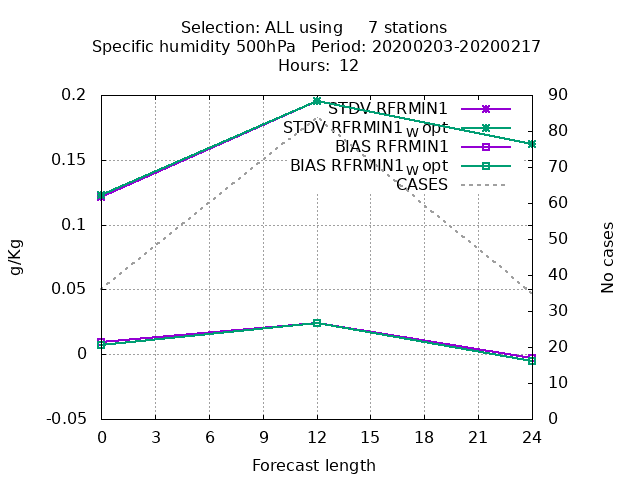 Selection: ALL using 7 stations
Specific humidity 500hPa Period: 20200203-20200217
Hours: 12
0.2
0.15
0.1
0.05
0
-0.05
g/Kg
90
80
70
60
50
40
30
20
10
0
No cases
STDV RFRMIN1
STDV RFRMIN1w opt
BIAS RFRMIN1
BIAS RFRMIN1w opt
CASES
0 3 6 9 12 15 18 21 24
Forecast length